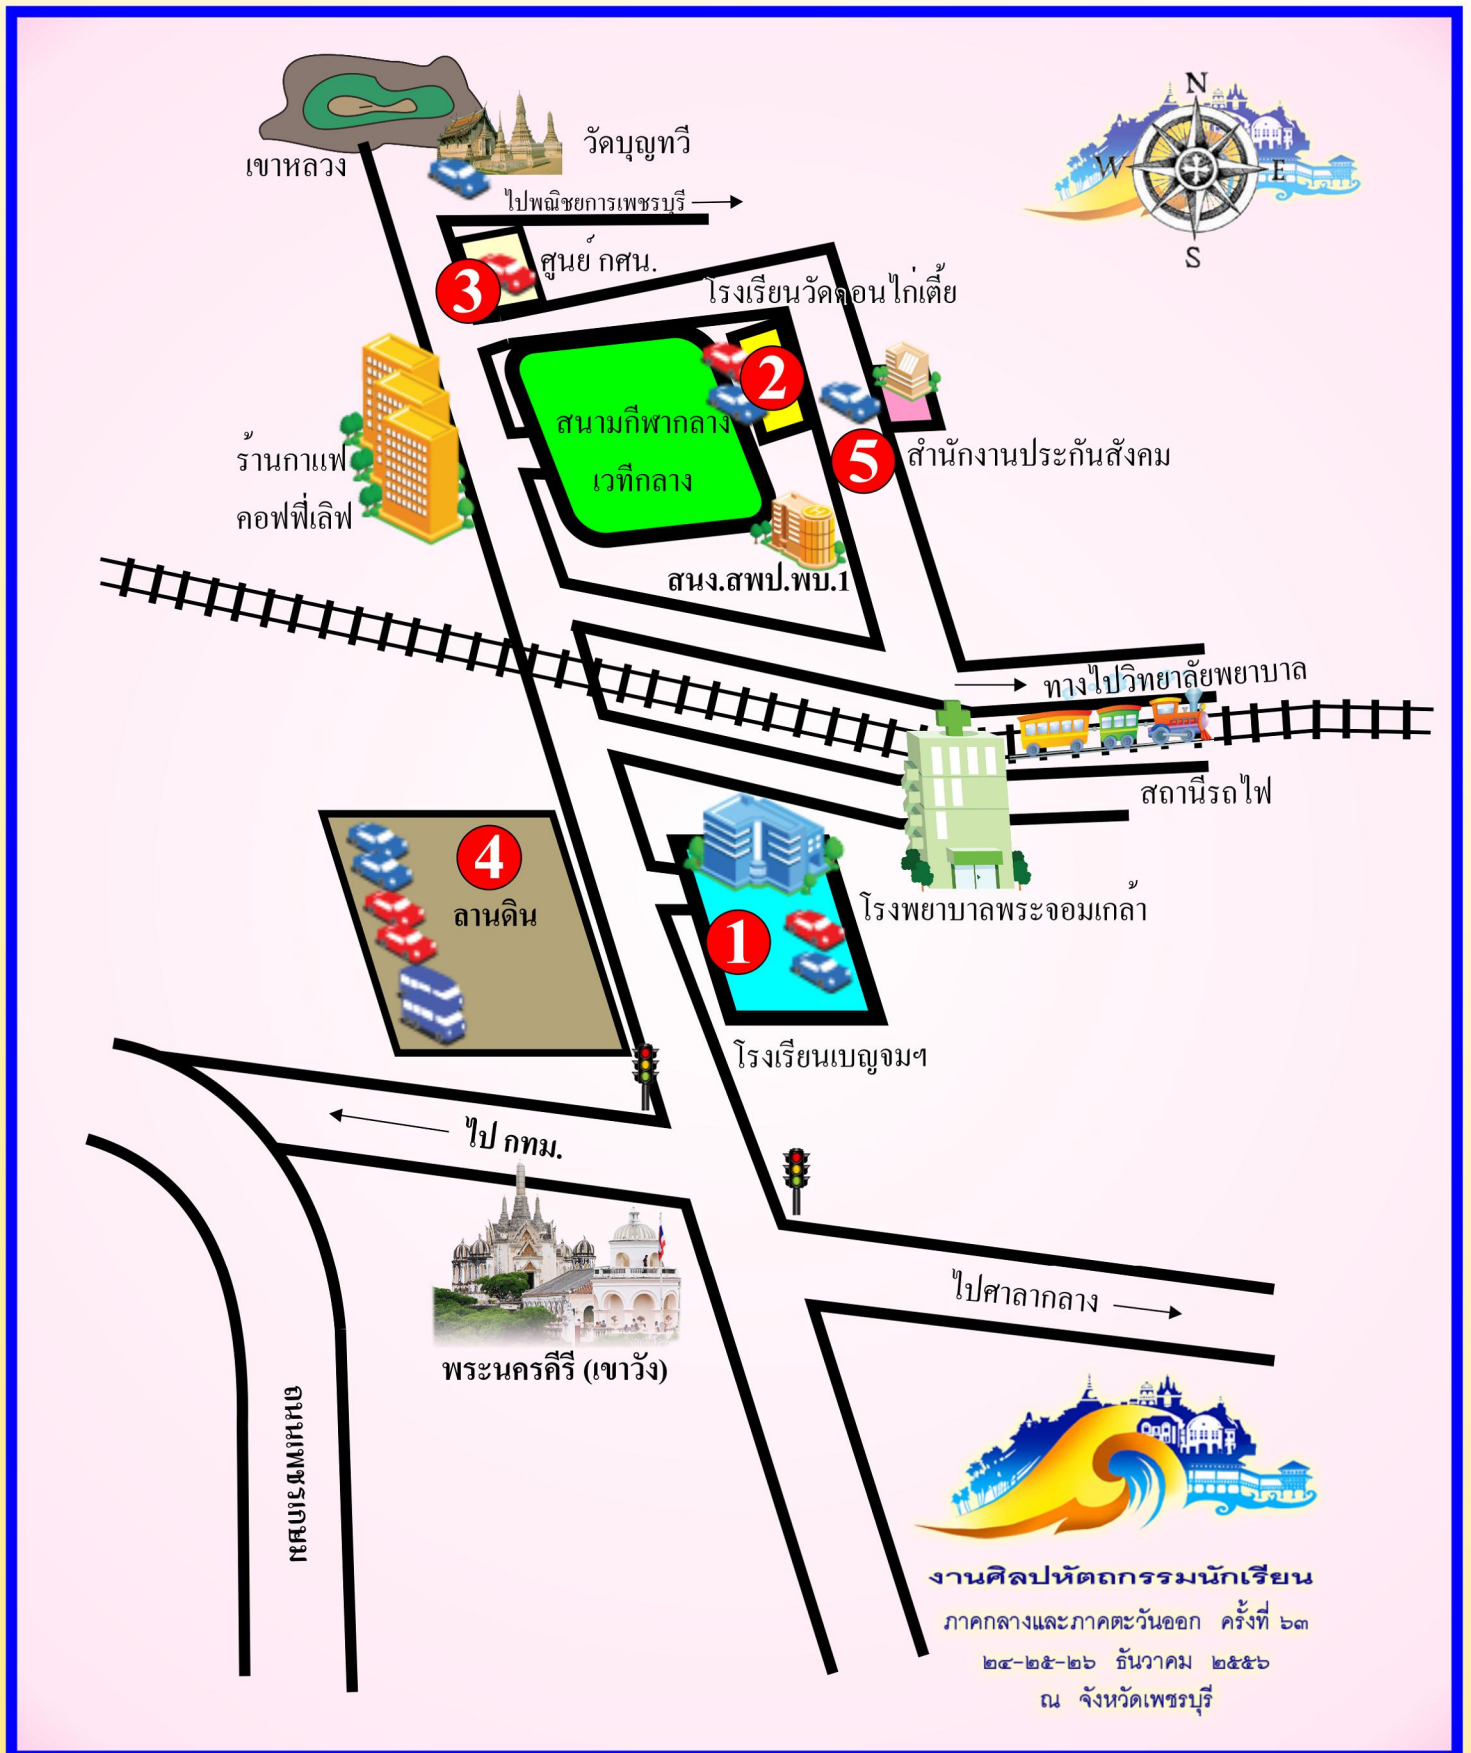 N
W
E
S
เขาหลวง
วัดบุญทวี
ไปพณิชยการเพชรบุรี
ศูนย์ กศน.
3
โรงเรียนวัดดอนไก่เตี้ย
2
สนามกีฬากลาง
เวทีกลาง
5
สำนักงานประกันสังคม
ร้านกาแฟ
คอฟฟี่เลิฟ
สนง.สพป.พบ.1
ทางไปวิทยาลัยพยาบาล
สถานีรถไฟ
4
ลานดิน
โรงพยาบาลพระจอมเกล้า
1
โรงเรียนเบญจมฯ
ไป กทม.
ไปศาลากลาง
พระนครคีรี (เขาวัง)
ถนนเพชรเกษม
งานศิลปหัตถกรรมนักเรียน
ภาคกลางและภาคตะวันออก ครั้งที่ ๖๓
๒๔-๒๕-๒๖ ธันวาคม ๒๕๕๖
ณ จังหวัดเพชรบุรี